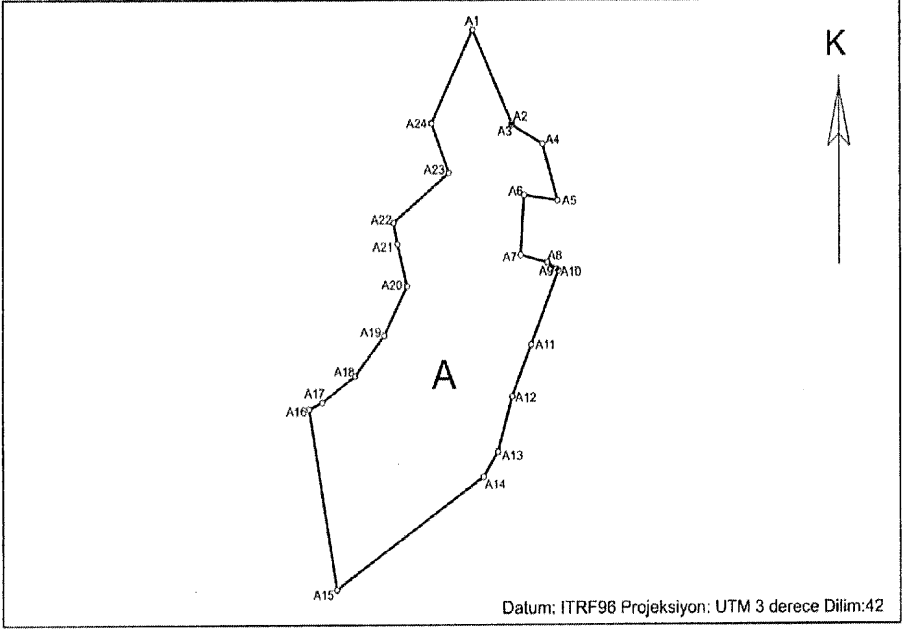 A1
K
A2
A24
A3
A4
A23
A6
A5
A22
A21
A7
A8
A9
A10
A20
A19
A11
A18
A
A17
A12
A16
A13
A14
A15
Datum: ITRF96 Projeksiyon: UTM 3 derece Dilim:42